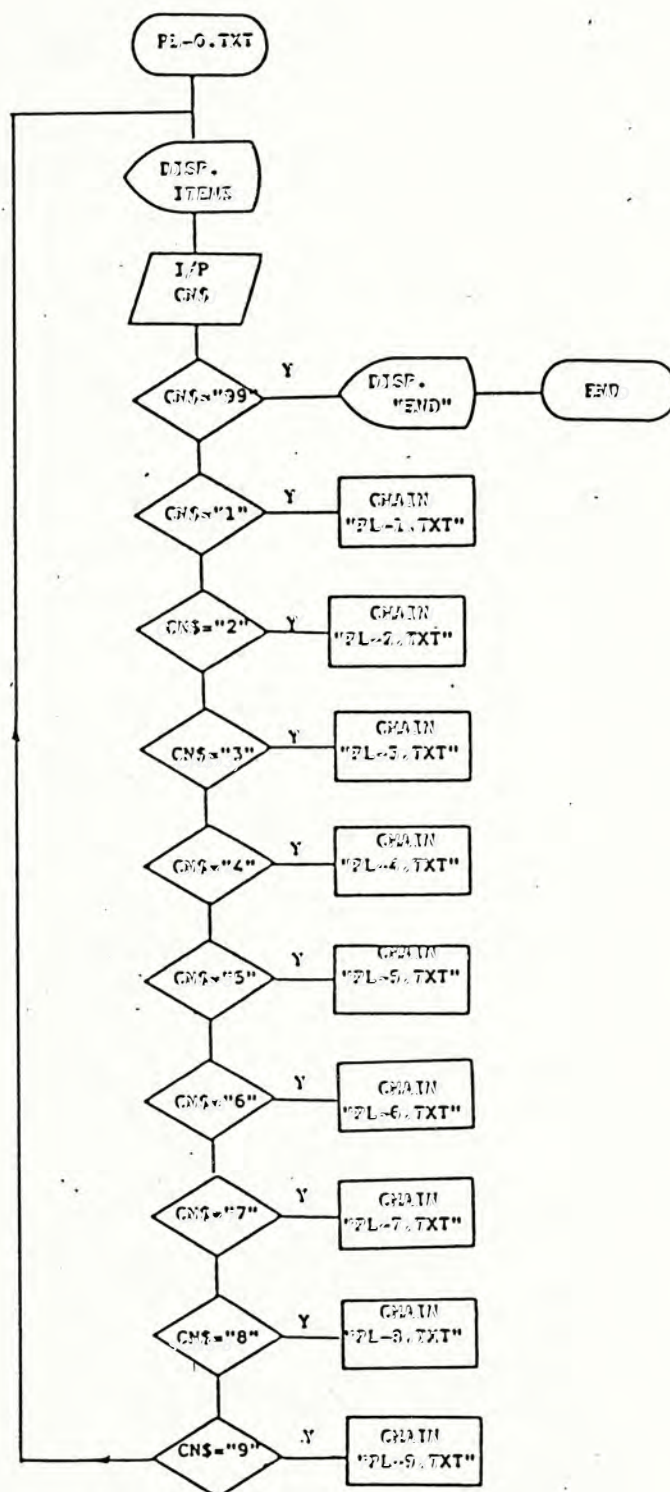 PL-0.TXT
DISP.
ITEMS
I/P
CN$
CN$="99"
Y
DISP.
"END"
END
CN$="1"
Y
CHAIN
"PL-1.TXT"
CN$="2"
Y
CHAIN
"PL-2.TXT"
CN$="3"
Y
CHAIN
"PL-3.TXT"
CN$="4"
Y
CHAIN
"PL-4.TXT"
CN$="5"
Y
CHAIN
"PL-5.TXT"
CN$="6"
Y
CHAIN
"PL-6.TXT"
CN$="7"
Y
CHAIN
"PL-7.TXT"
CN$="8"
Y
CHAIN
"PL-8.TXT"
CN$="9"
Y
CHAIN
"PL-9.TXT"